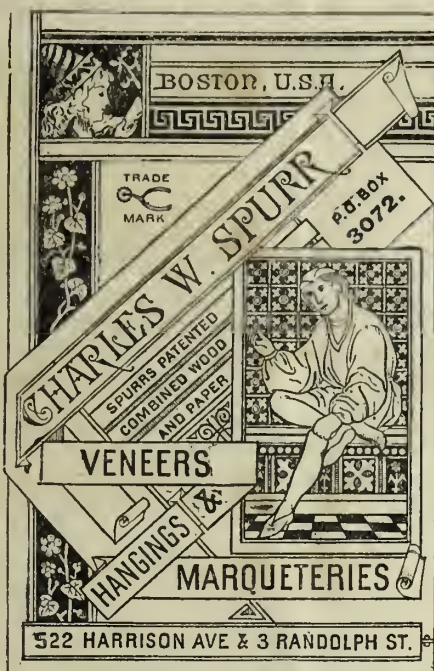 BOSTON, U.S.A.
TRADE
MARK
CHARLES W. SPURR
P.O. BOX
3072.
SPURRS PATENTED
COMBINED WOOD
AND PAPER
VENEERS
&
HANGINGS
MARQUETERIES
522 HARRISON AVE & 3 RANDOLPH ST.